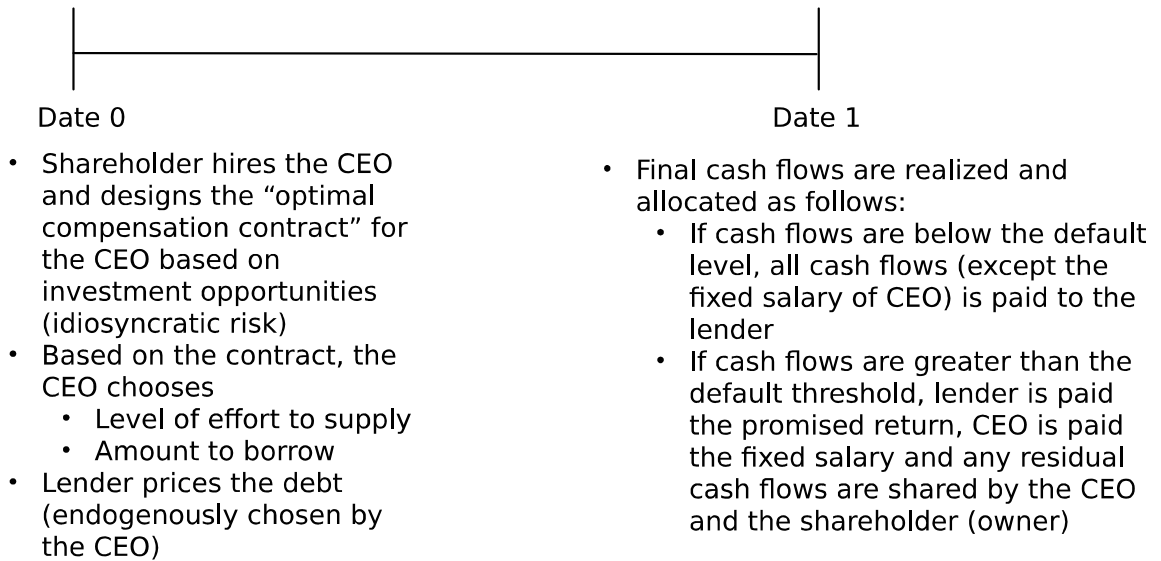 Date 0
• Shareholder hires the CEO
and designs the “optimal
compensation contract” for
the CEO based on
investment opportunities
(idiosyncratic risk)
• Based on the contract, the
CEO chooses
• Level of effort to supply
• Amount to borrow
• Lender prices the debt
(endogenously chosen by
the CEO)
Date 1
• Final cash flows are realized and
allocated as follows:
• If cash flows are below the default
level, all cash flows (except the
fixed salary of CEO) is paid to the
lender
• If cash flows are greater than the
default threshold, lender is paid
the promised return, CEO is paid
the fixed salary and any residual
cash flows are shared by the CEO
and the shareholder (owner)